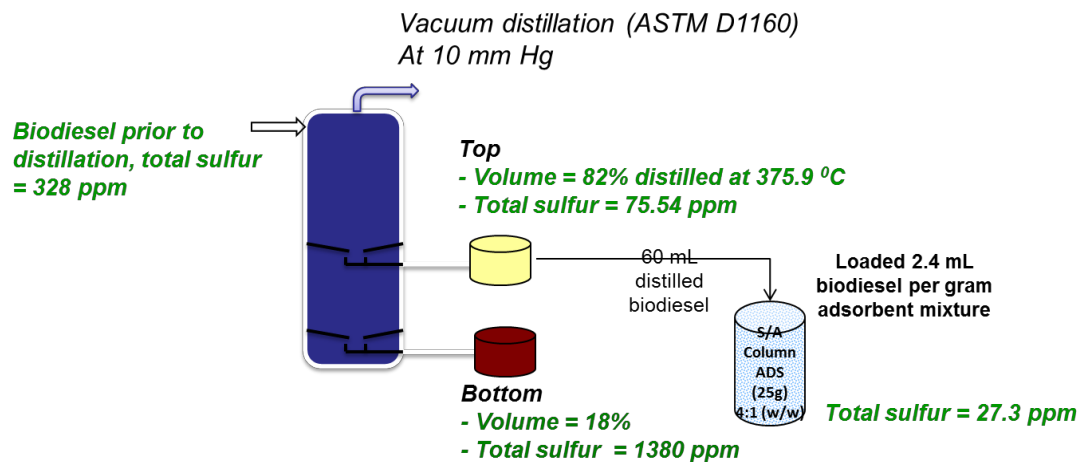 Vacuum distillation (ASTM D1160)
At 10 mm Hg
Biodiesel prior to
distillation, total sulfur
= 328 ppm
Top
- Volume = 82% distilled at 375.9 ⁰C
- Total sulfur = 75.54 ppm
60 mL
distilled
biodiesel
Loaded 2.4 mL
biodiesel per gram
adsorbent mixture
S/A
Column
ADS
(25g)
4:1 (w/w)
Total sulfur = 27.3 ppm
Bottom
- Volume = 18%
- Total sulfur = 1380 ppm